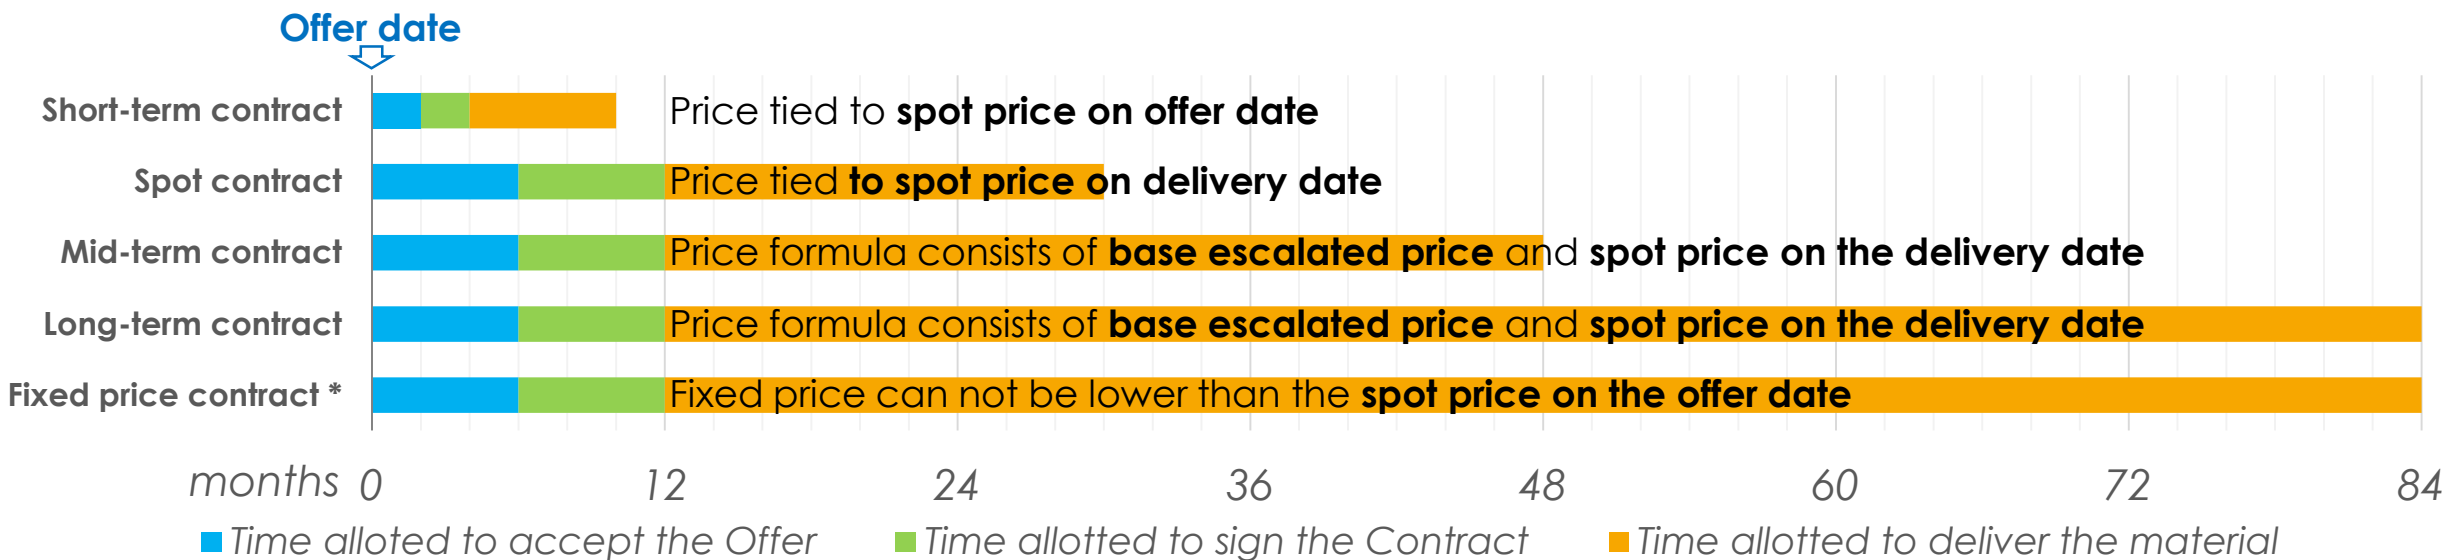 Offer date
Short-term contract Price tied to spot price on offer date
Spot contract Price tied to spot price on delivery date
Mid-term contract Price formula consists of base escalated price and spot price on the delivery date
Long-term contract Price formula consists of base escalated price and spot price on the delivery date
Fixed price contract * Fixed price can not be lower than the spot price on the offer date
months 0 12 24 36 48 60 72 84
Time alloted to accept the Offer Time allotted to sign the Contract Time allotted to deliver the material